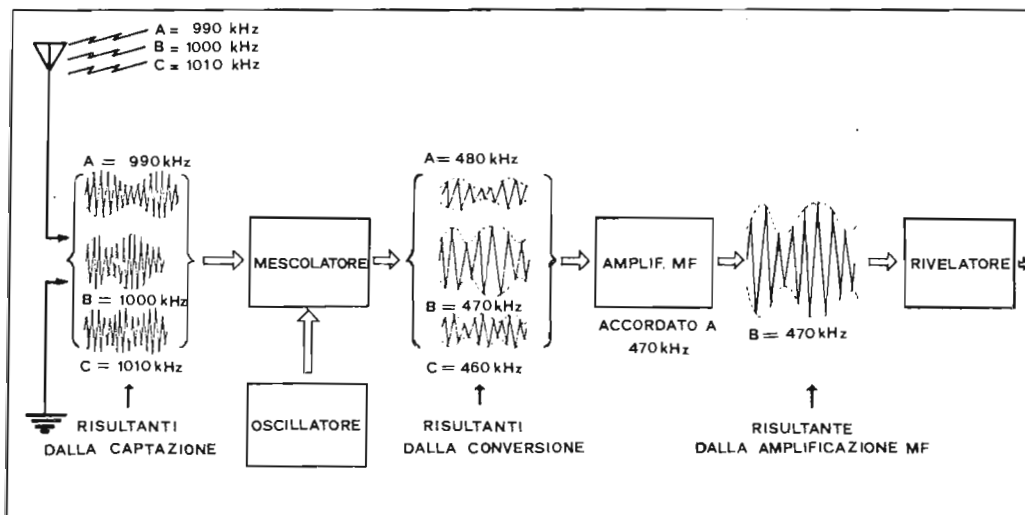 A = 990 kHz
B = 1000 kHz
C = 1010 kHz
A = 990 kHz
B = 1000 kHz
C = 1010 kHz
RISULTANTI
DALLA CAPTAZIONE
MESCOLATORE
OSCILLATORE
A = 480 kHz
B = 470 kHz
C = 460 kHz
RISULTANTI
DALLA CONVERSIONE
AMPLIF. MF
ACCORDATO A
470 kHz
B = 470 kHz
RISULTANTE
DALLA AMPLIFICAZIONE MF
RIVELATORE